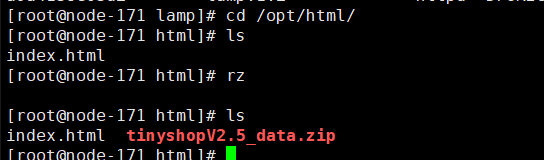 [root@node-171 lamp]# cd /opt/html/
[root@node-171 html]# ls
index.html
[root@node-171 html]# rz
[root@node-171 html]# ls
index.html  tinyshopV2.5_data.zip
[root@node-171 html]#